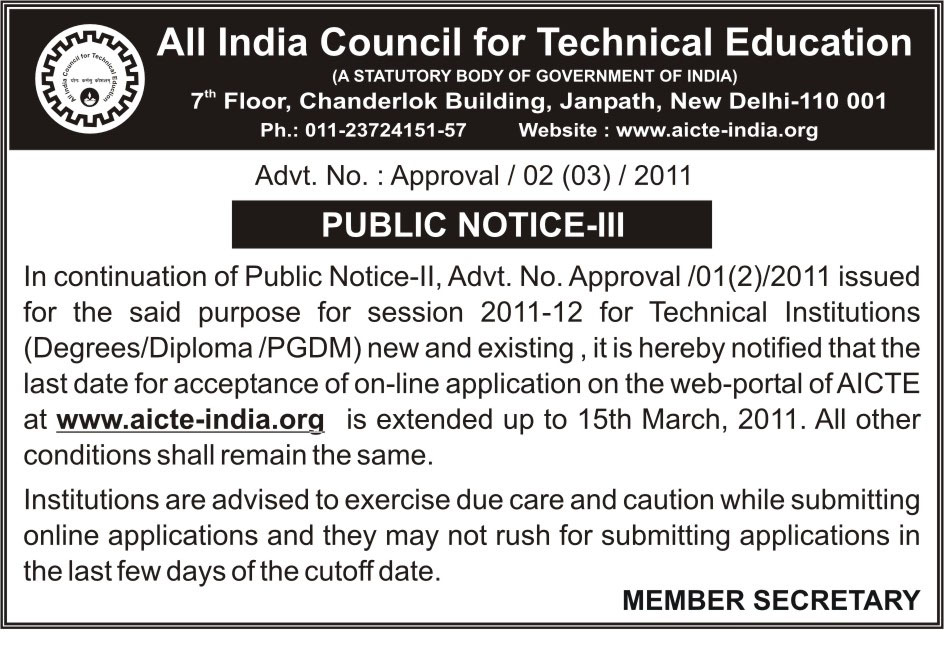 All India Council for Technical Education
योगः कर्मसु कौशलम्
All India Council for Technical Education
(A STATUTORY BODY OF GOVERNMENT OF INDIA)
7th Floor, Chanderlok Building, Janpath, New Delhi-110 001
Ph.: 011-23724151-57 Website : www.aicte-india.org
Advt. No. : Approval / 02 (03) / 2011
PUBLIC NOTICE-III
In continuation of Public Notice-II, Advt. No. Approval /01(2)/2011 issued
for the said purpose for session 2011-12 for Technical Institutions
(Degrees/Diploma /PGDM) new and existing , it is hereby notified that the
last date for acceptance of on-line application on the web-portal of AICTE
at www.aicte-india.org is extended up to 15th March, 2011. All other
conditions shall remain the same.
Institutions are advised to exercise due care and caution while submitting
online applications and they may not rush for submitting applications in
the last few days of the cutoff date.
MEMBER SECRETARY